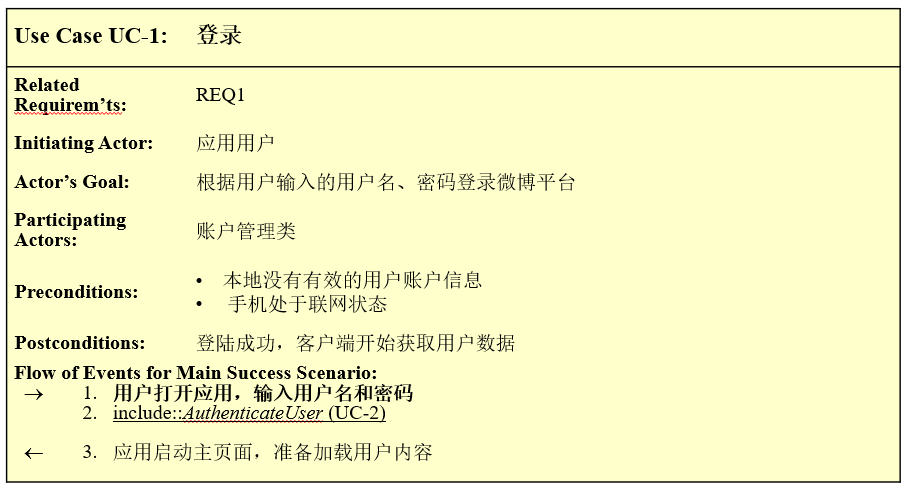 Use Case UC-1: 登录
Related
Requirem’ts:
REQ1
Initiating Actor: 应用用户
Actor’s Goal: 根据用户输入的用户名、密码登录微博平台
Participating
Actors:
账户管理类
Preconditions:
• 本地没有有效的用户账户信息
• 手机处于联网状态
Postconditions: 登陆成功，客户端开始获取用户数据
Flow of Events for Main Success Scenario:
→ 1. 用户打开应用，输入用户名和密码
2. include::AuthenticateUser (UC-2)
← 3. 应用启动主页面，准备加载用户内容